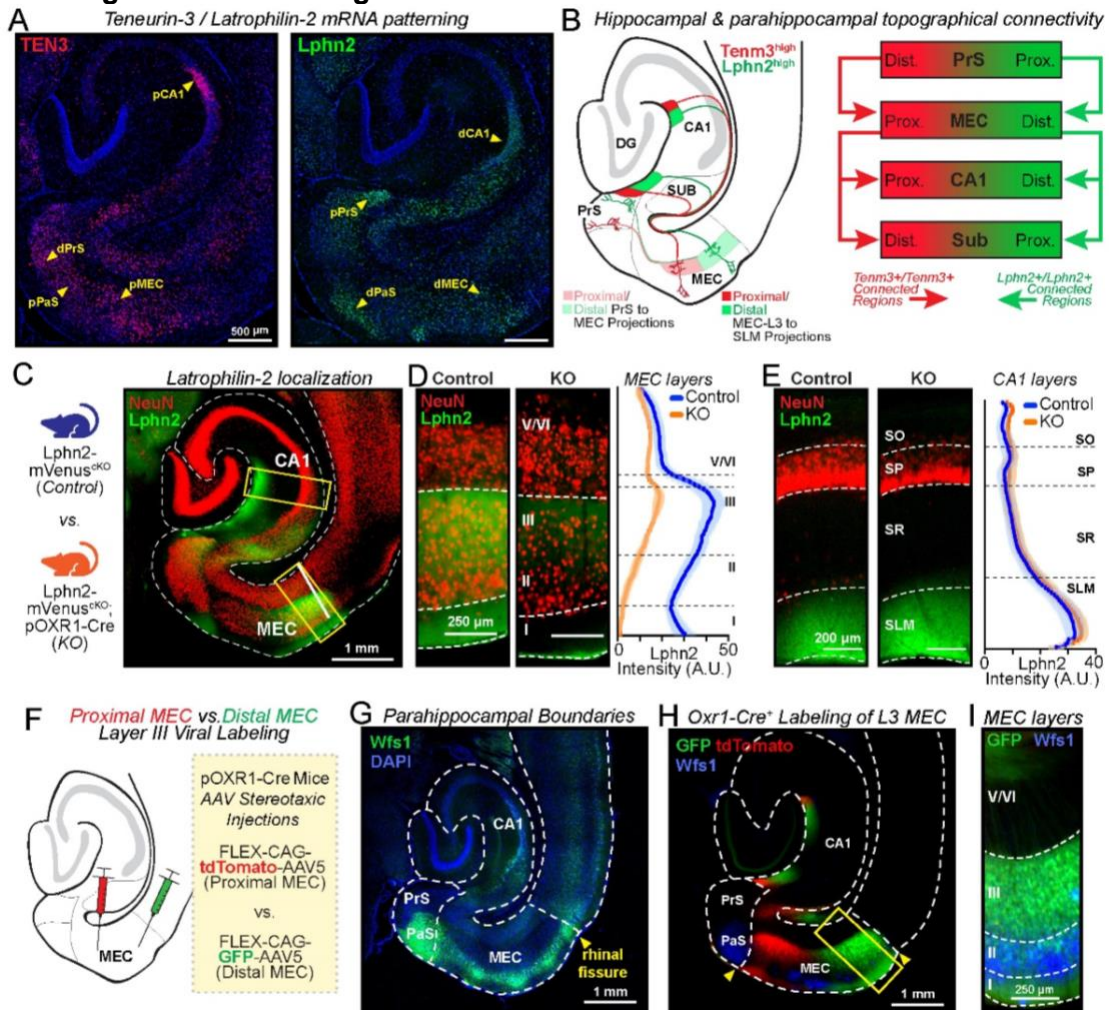 A
Teneurin-3 / Latrophilin-2 mRNA patterning
TEN3
pCA1
dPrS
pPaS
pMEC
500 µm
Lphn2
dCA1
pPrS
dPaS
dMEC
B
Hippocampal & parahippocampal topographical connectivity
Tenm3high
Lphn2high
DG
CA1
SUB
PrS
MEC
Proximal/
Distal PrS to
MEC Projections
Proximal/
Distal
MEC-L3 to
SLM Projections
Dist. PrS Prox.
Prox. MEC Dist.
Prox. CA1 Dist.
Dist. Sub Prox.
Tenm3+/Tenm3+
Connected
Regions
Lphn2+/Lphn2+
Connected
Regions
C
Latrophilin-2 localization
Lphn2-
mVenuscKO
(Control)
vs.
Lphn2-
mVenuscKO;
pOXR1-Cre
(KO)
NeuN
Lphn2
CA1
MEC
1 mm
D
Control
KO
MEC layers
NeuN
Lphn2
V/VI
III
II
I
250 µm
Control
KO
V/VI
III
II
I
0
50
Lphn2
Intensity (A.U.)
E
Control
KO
CA1 layers
NeuN
Lphn2
SO
SP
SR
SLM
200 µm
Control
KO
SO
SP
SR
SLM
0
40
Lphn2
Intensity (A.U.)
F
Proximal MEC vs.Distal MEC
Layer III Viral Labeling
MEC
pOXR1-Cre Mice
AAV Stereotaxic
Injections
FLEX-CAG-
tdTomato-AAV5
(Proximal MEC)
vs.
FLEX-CAG-
GFP-AAV5
(Distal MEC)
G
Parahippocampal Boundaries
Wfs1
DAPI
CA1
PrS
PaS
MEC
rhinal
fissure
1 mm
H
Oxr1-Cre+ Labeling of L3 MEC
GFP tdTomato
Wfs1
CA1
PrS
PaS
MEC
1 mm
I
MEC layers
GFP Wfs1
V/VI
III
II
I
250 µm